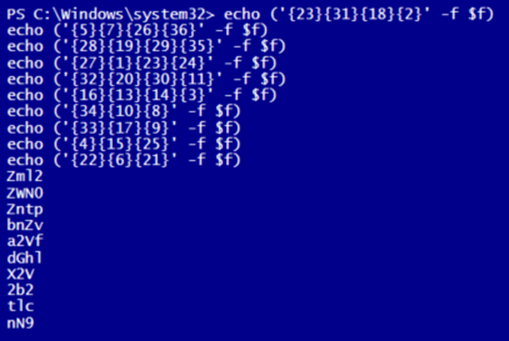 PS C:\Windows\system32> echo ('{23}{31}{18}{2}' -f $f)
echo ('{5}{7}{26}{36}' -f $f)
echo ('{28}{19}{29}{35}' -f $f)
echo ('{27}{1}{23}{24}' -f $f)
echo ('{32}{20}{30}{11}' -f $f)
echo ('{16}{13}{14}{3}' -f $f)
echo ('{34}{10}{8}' -f $f)
echo ('{33}{17}{9}' -f $f)
echo ('{4}{15}{25}' -f $f)
echo ('{22}{6}{21}' -f $f)
Zml2
ZWN0
Zntp
bnZv
a2Vf
dGhl
X2V
2b2
tlc
nN9